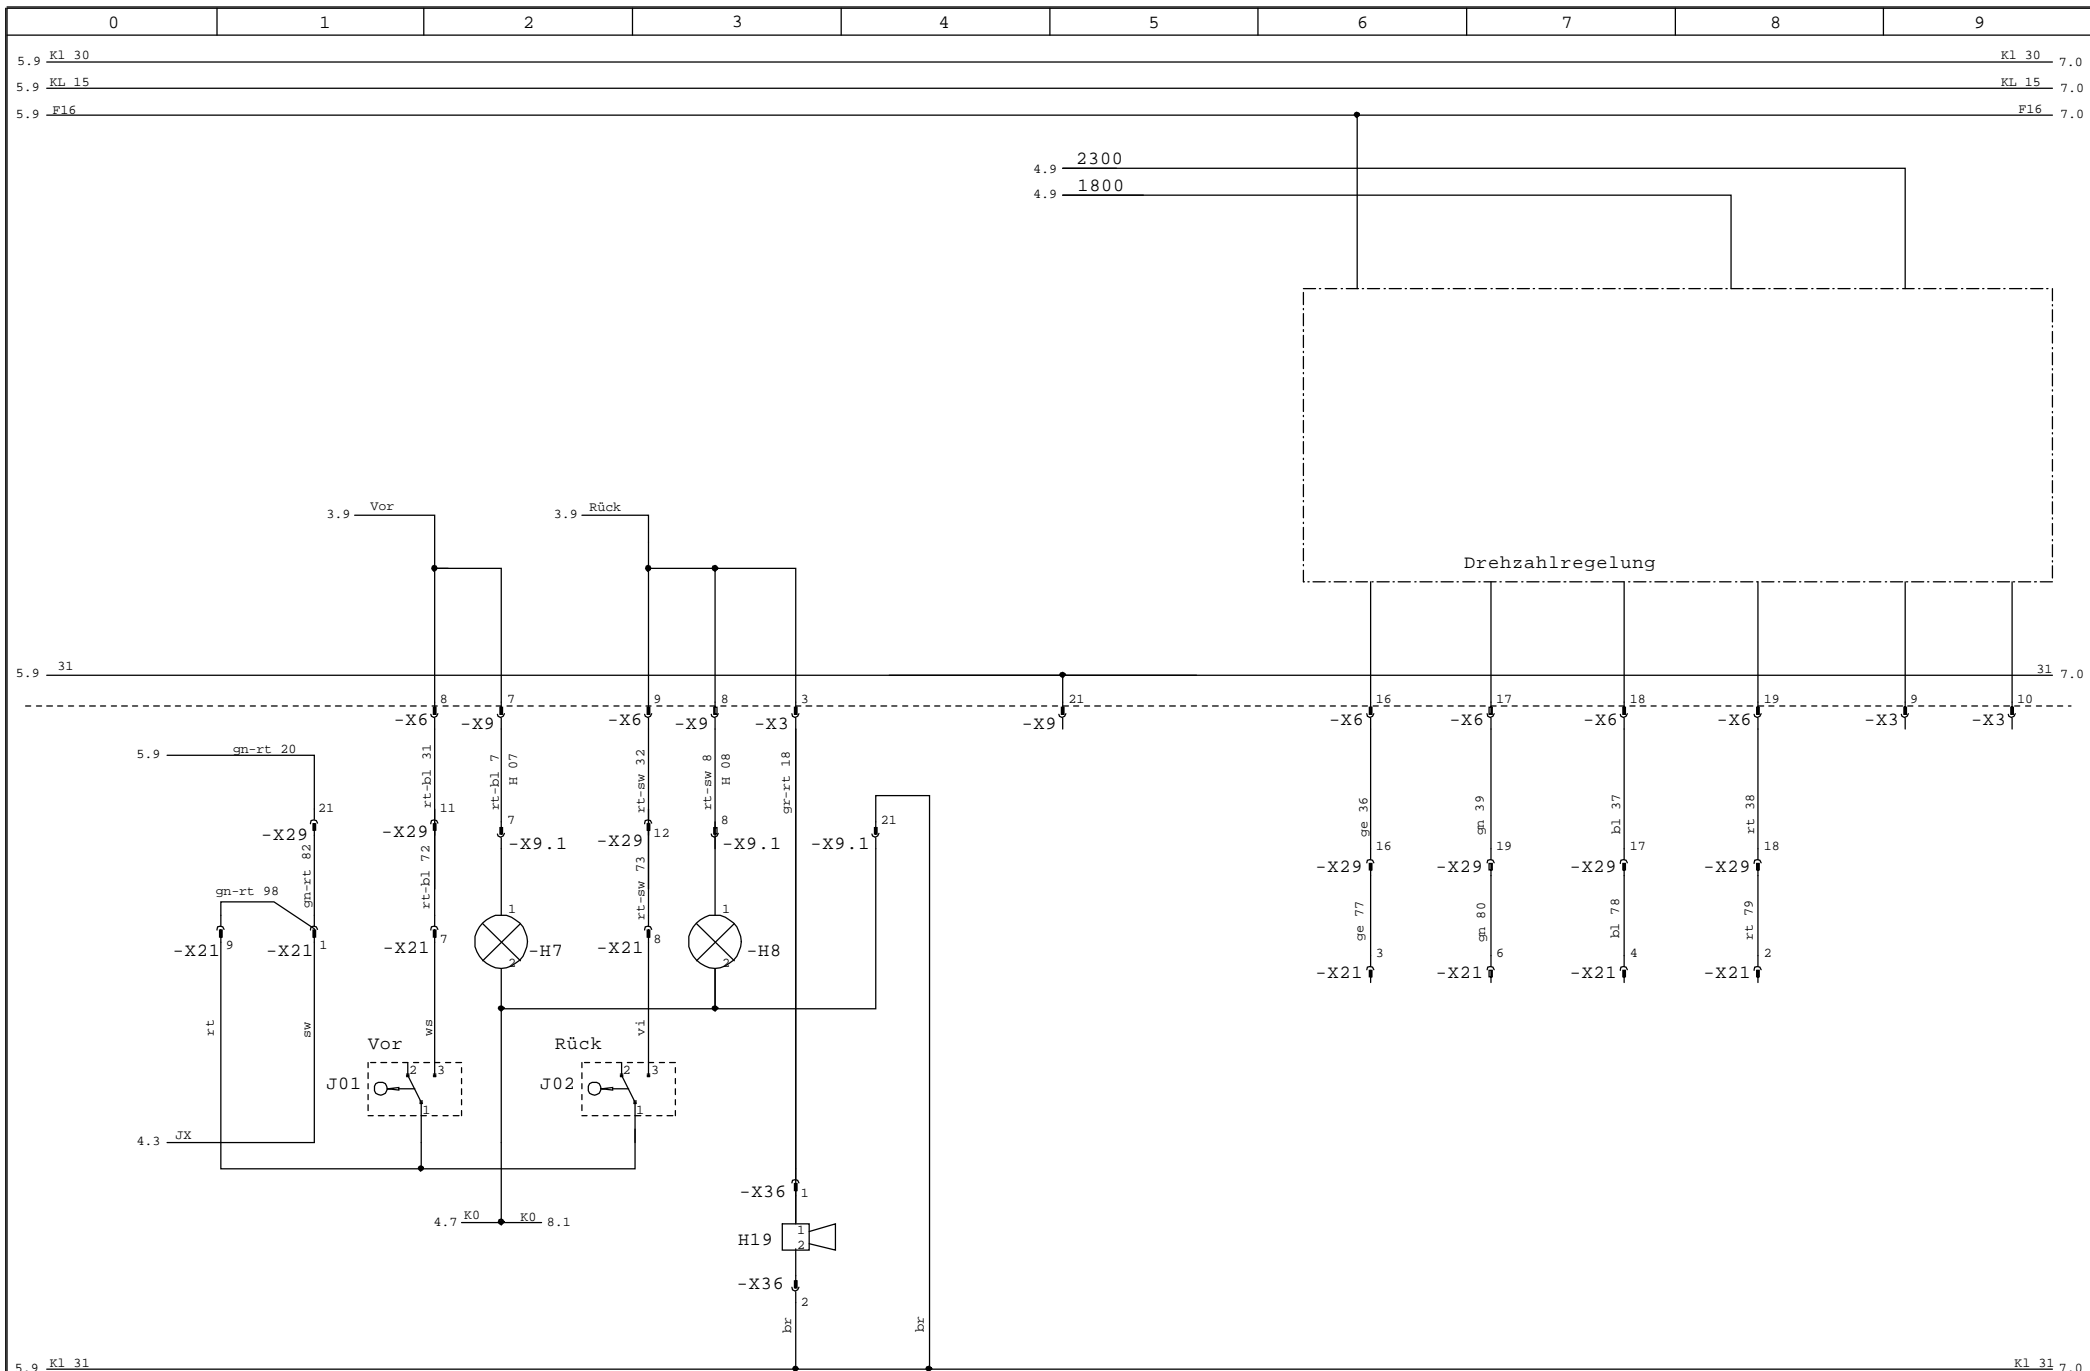 0 1 2 3 4 5 6 7 8 9
5.9 Kl 30 Kl 30 7.0
5.9 KL 15 KL 15 7.0
5.9 F16 F16 7.0
4.9 2300
4.9 1800
3.9 Vor 3.9 Rück
Drehzahlregelung
5.9 31 31 7.0
8 7 9 8 3 21 16 17 18 19 9 10
-X6 -X9 -X6 -X9 -X3 -X9 -X6 -X6 -X6 -X6 -X3 -X3
5.9 gn-rt 20
rt-bl 31
rt-bl 7
H 07
rt-sw 32
rt-sw 8
H 08
gr-rt 18
ge 36
gn 39
bl 37
rt 38
21 11 7 12 8 21
-X29 -X29 -X9.1 -X29 -X9.1 -X9.1
16 19 17 18
-X29 -X29 -X29 -X29
gn-rt 98
gn-rt 82
rt-bl 72
rt-sw 73
ge 77
gn 80
bl 78
rt 79
1 1
-X21 9 -X21 1 -X21 7 -H7 -X21 8 -H8
2 2
3 6 4 2
-X21 -X21 -X21 -X21
rt
sw
ws
vi
Vor Rück
J01 2 3 1
J02 2 3 1
4.3 JX
-X36 1
4.7 K0 K0 8.1
H19 1
2
-X36
2
br
br
5.9 Kl 31 Kl 31 7.0